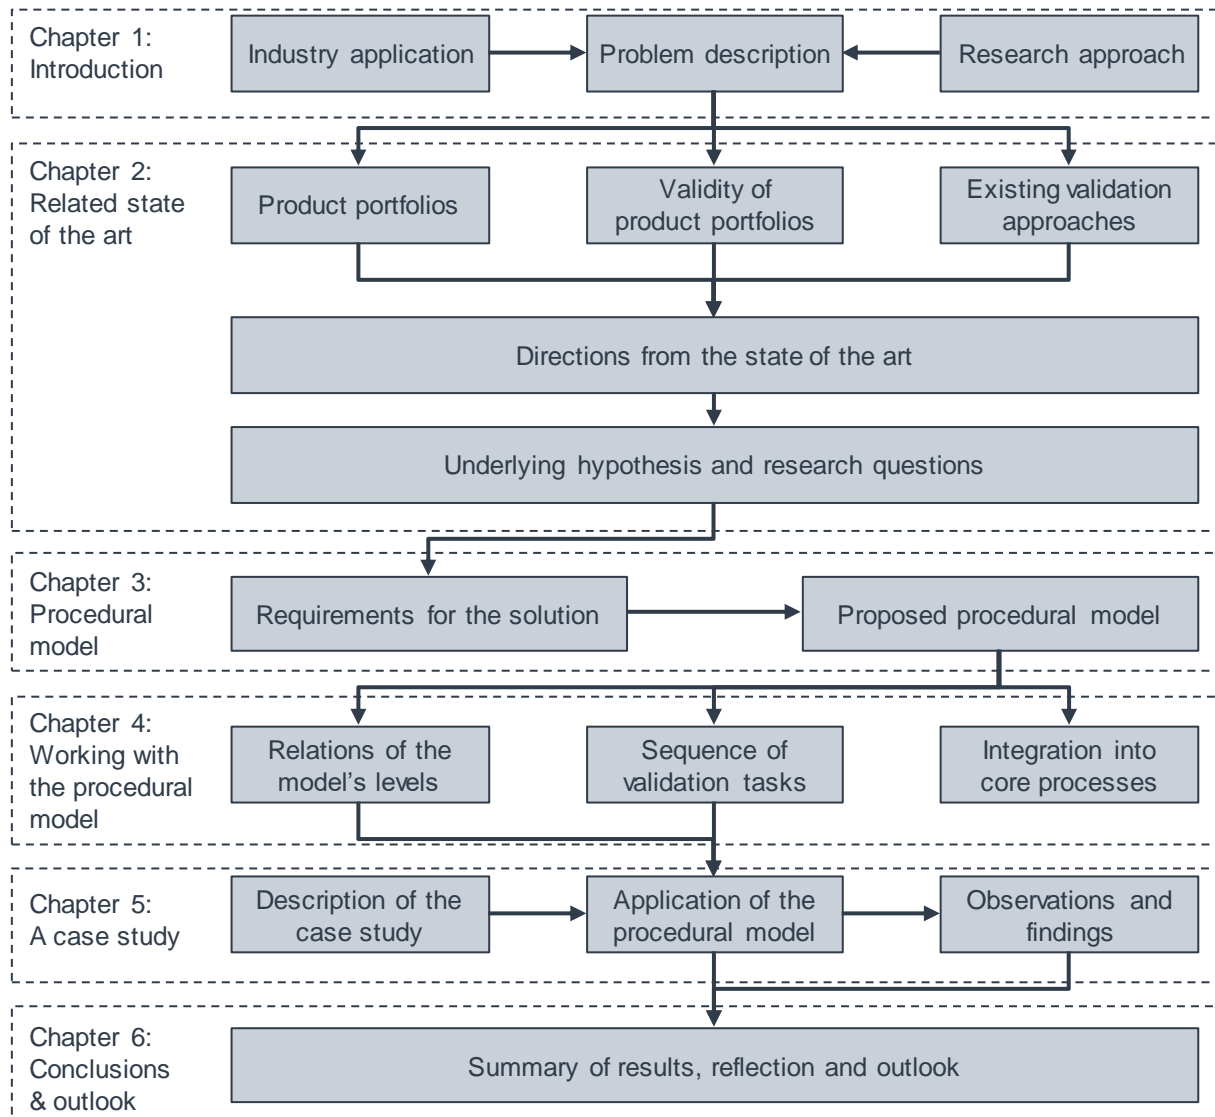 Chapter 1:
Introduction
Industry application
Problem description
Research approach
Chapter 2:
Related state
of the art
Product portfolios
Validity of
product portfolios
Existing validation
approaches
Directions from the state of the art
Underlying hypothesis and research questions
Chapter 3:
Procedural
model
Requirements for the solution
Proposed procedural model
Chapter 4:
Working with
the procedural
model
Relations of the
model's levels
Sequence of
validation tasks
Integration into
core processes
Chapter 5:
A case study
Description of the
case study
Application of the
procedural model
Observations and
findings
Chapter 6:
Conclusions
& outlook
Summary of results, reflection and outlook